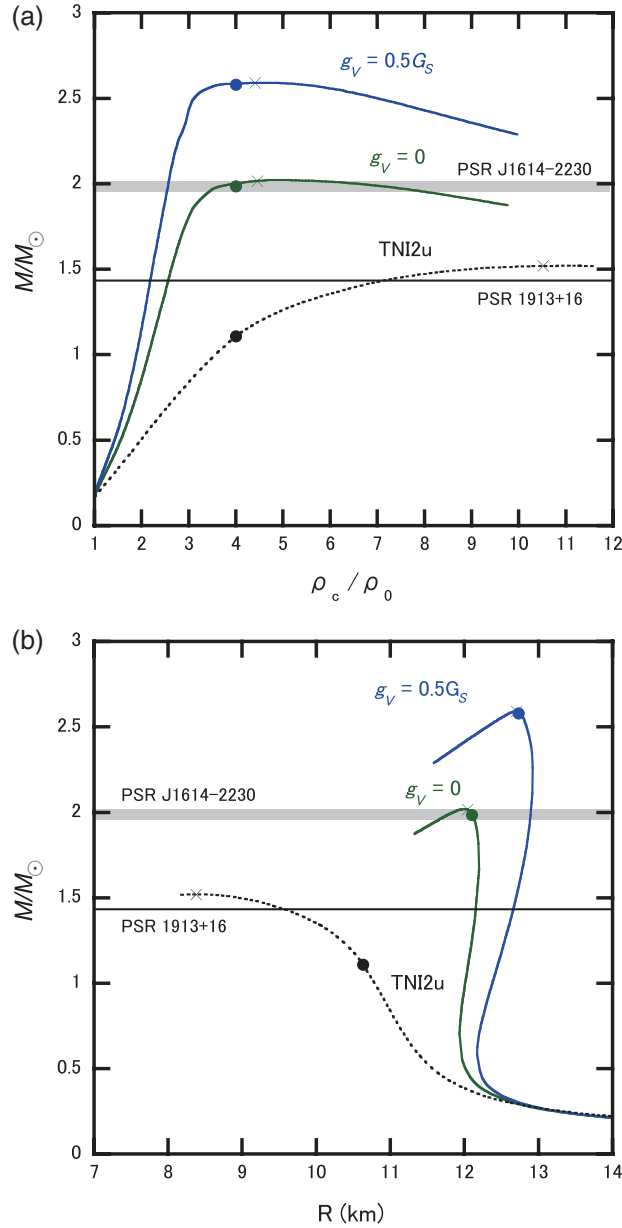 (a)
3
g_V = 0.5G_S
2.5
g_V = 0
PSR J1614-2230
2
TNI2u
M/M☉
1.5
PSR 1913+16
1
0.5
0
1 2 3 4 5 6 7 8 9 10 11 12
ρ_c / ρ_0
(b)
3
g_V = 0.5G_S
2.5
PSR J1614-2230
g_V = 0
2
M/M☉
1.5
PSR 1913+16
TNI2u
1
0.5
0
7 8 9 10 11 12 13 14
R (km)